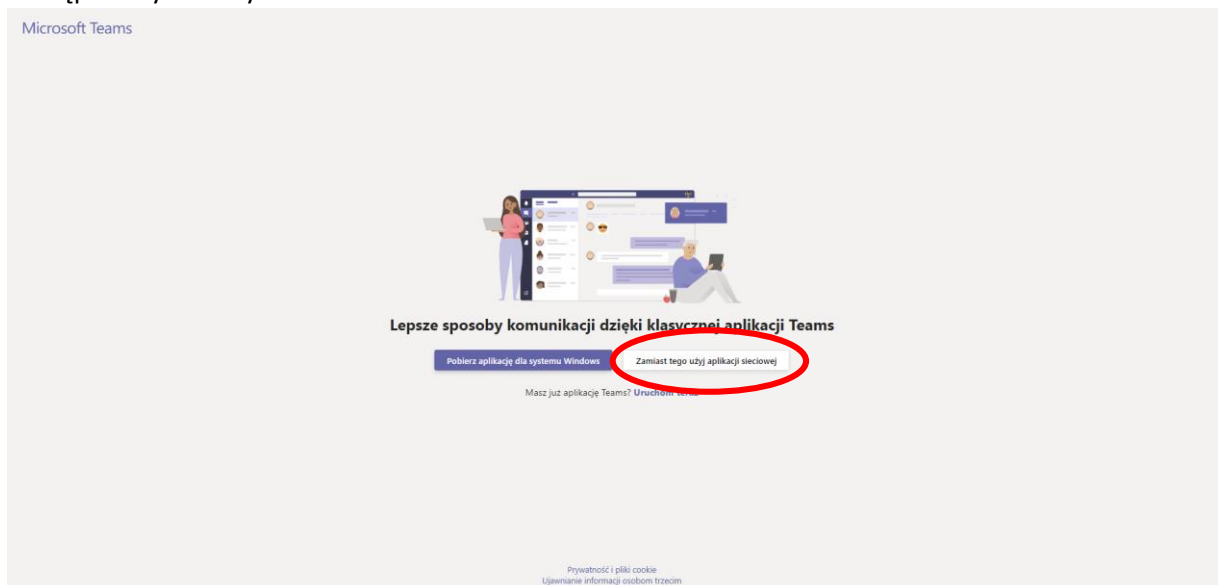 Microsoft Teams
Lepsze sposoby komunikacji dzięki klasycznej aplikacji Teams
Pobierz aplikację dla systemu Windows
Zamiast tego użyj aplikacji sieciowej
Masz już aplikację Teams? Uruchom teraz
Prywatność i pliki cookie
Ujawnianie informacji osobom trzecim